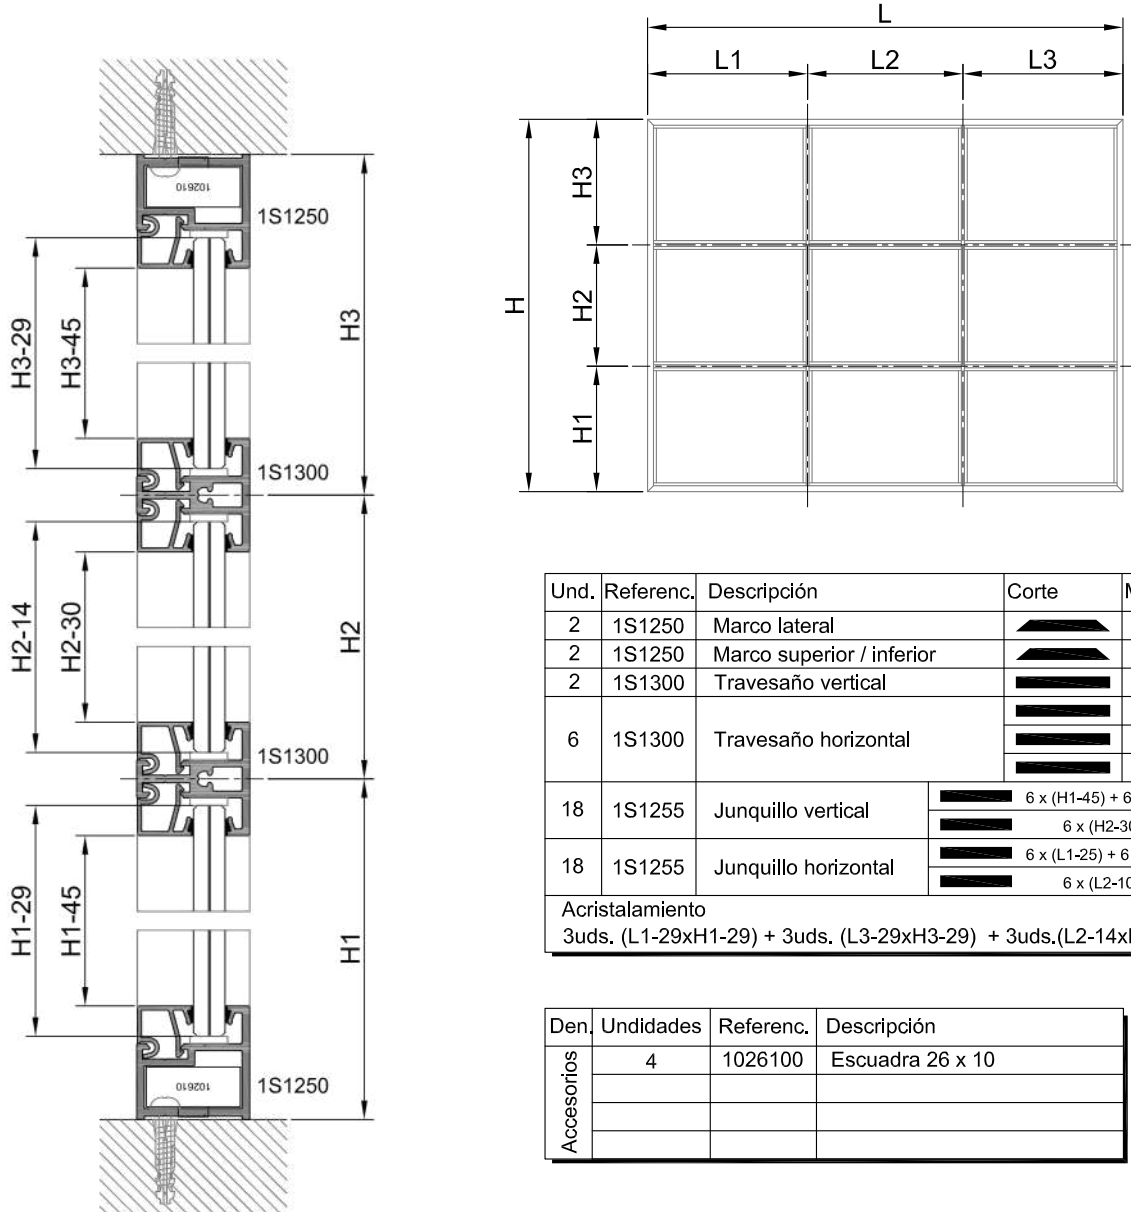 L
L1
L2
L3
H
H3
H2
H1
102610
1S1250
H3-29
H3-45
H3
1S1300
H2-14
H2-30
H2
1S1300
H1-29
H1-45
H1
102610
1S1250
Und. Referenc. Descripción Corte
2 1S1250 Marco lateral
2 1S1250 Marco superior / inferior
2 1S1300 Travesaño vertical
6 1S1300 Travesaño horizontal
18 1S1255 Junquillo vertical
6 x (H1-45) + 6
6 x (H2-30
18 1S1255 Junquillo horizontal
6 x (L1-25) + 6
6 x (L2-10
Acristalamiento
3uds. (L1-29xH1-29) + 3uds. (L3-29xH3-29) + 3uds.(L2-14x
Den. Undidades Referenc. Descripción
Accesorios
4 1026100 Escuadra 26 x 10